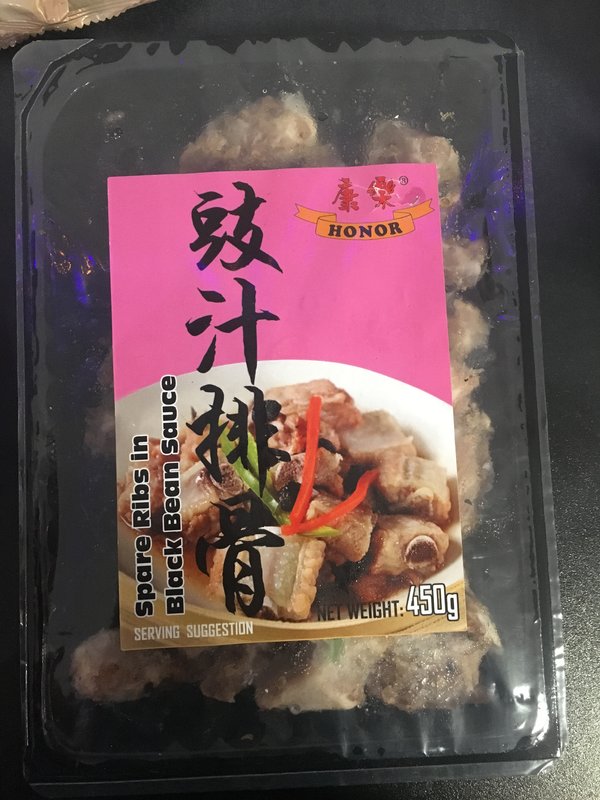 康樂®
HONOR
豉汁排骨
Spare Ribs in
Black Bean Sauce
NET WEIGHT: 450g
SERVING SUGGESTION